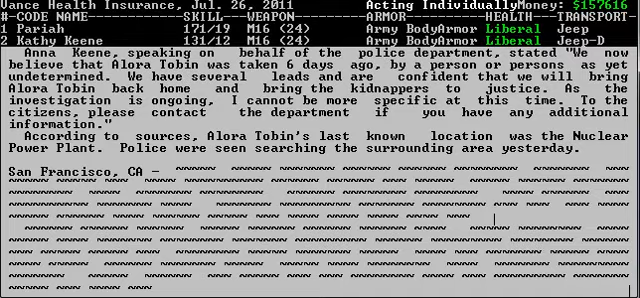 Vance Health Insurance, Jul. 26, 2011 Acting Individually Money: $157616
#-CODE NAME------------SKILL---WEAPON---------ARMOR---------HEALTH---TRANSPORT-
1 Pariah 171/19 M16 (24) Army BodyArmor Liberal Jeep
2 Kathy Keene 131/12 M16 (24) Army BodyArmor Liberal Jeep-D
Anna Keene, speaking on behalf of the police department, stated "We now
believe that Alora Tobin was taken 6 days ago, by a person or persons as yet
undetermined. We have several leads and are confident that we will bring
Alora Tobin back home and bring the kidnappers to justice. As the
investigation is ongoing, I cannot be more specific at this time. To the
citizens, please contact the department if you have any additional
information."
According to sources, Alora Tobin's last known location was the Nuclear
Power Plant. Police were seen searching the surrounding area yesterday.
San Francisco, CA -